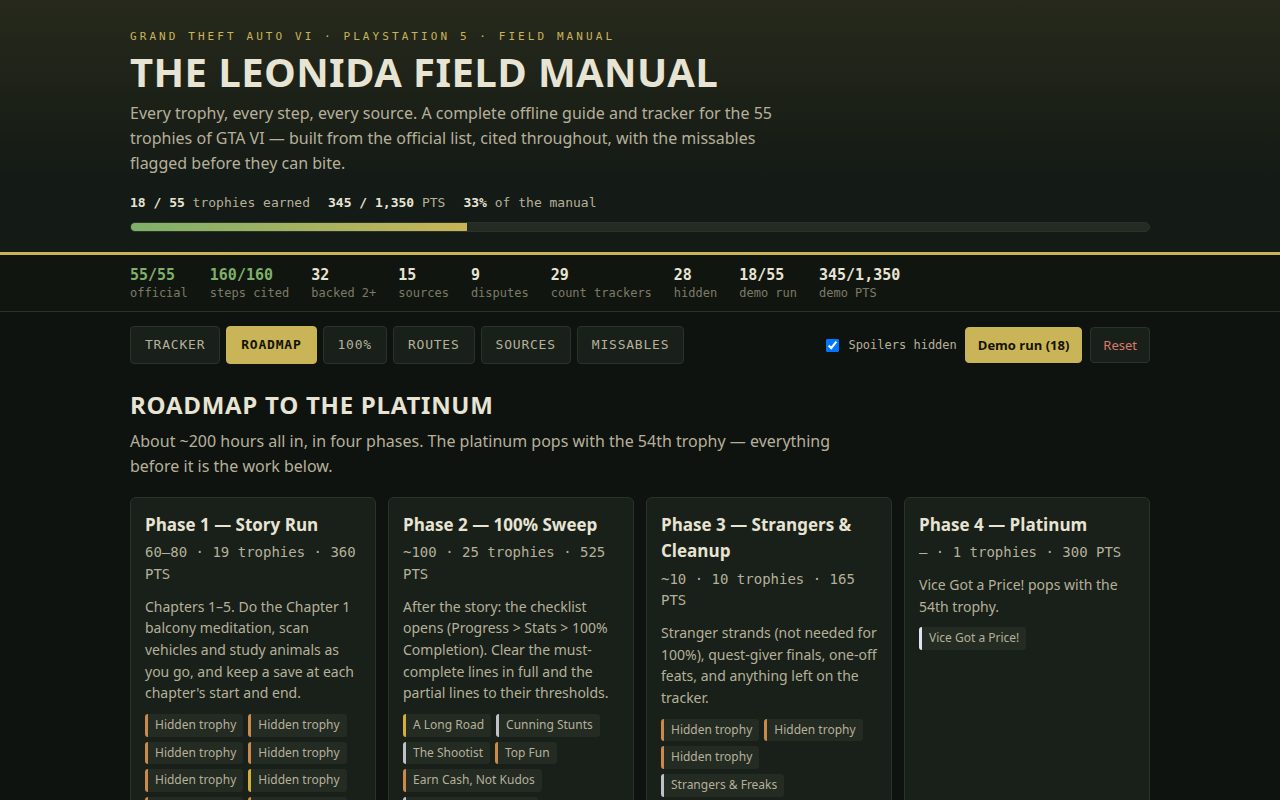 GRAND THEFT AUTO VI · PLAYSTATION 5 · FIELD MANUAL
THE LEONIDA FIELD MANUAL
Every trophy, every step, every source. A complete offline guide and tracker for the 55
trophies of GTA VI — built from the official list, cited throughout, with the missables
flagged before they can bite.
18 / 55 trophies earned 345 / 1,350 PTS 33% of the manual
55/55 160/160 32 15 9 29 28 18/55 345/1,350
official steps cited backed 2+ sources disputes count trackers hidden demo run demo PTS
TRACKER ROADMAP 100% ROUTES SOURCES MISSABLES Spoilers hidden Demo run (18) Reset
ROADMAP TO THE PLATINUM
About ~200 hours all in, in four phases. The platinum pops with the 54th trophy — everything
before it is the work below.
Phase 1 — Story Run
60–80 · 19 trophies · 360
PTS
Chapters 1–5. Do the Chapter 1
balcony meditation, scan
vehicles and study animals as
you go, and keep a save at each
chapter's start and end.
Hidden trophy Hidden trophy
Hidden trophy Hidden trophy
Hidden trophy Hidden trophy
Phase 2 — 100% Sweep
~100 · 25 trophies · 525
PTS
After the story: the checklist
opens (Progress > Stats > 100%
Completion). Clear the must-
complete lines in full and the
partial lines to their thresholds.
A Long Road Cunning Stunts
The Shootist Top Fun
Earn Cash, Not Kudos
Phase 3 — Strangers &
Cleanup
~10 · 10 trophies · 165
PTS
Stranger strands (not needed for
100%), quest-giver finals, one-off
feats, and anything left on the
tracker.
Hidden trophy Hidden trophy
Hidden trophy
Strangers & Freaks
Phase 4 — Platinum
— · 1 trophies · 300 PTS
Vice Got a Price! pops with the
54th trophy.
Vice Got a Price!